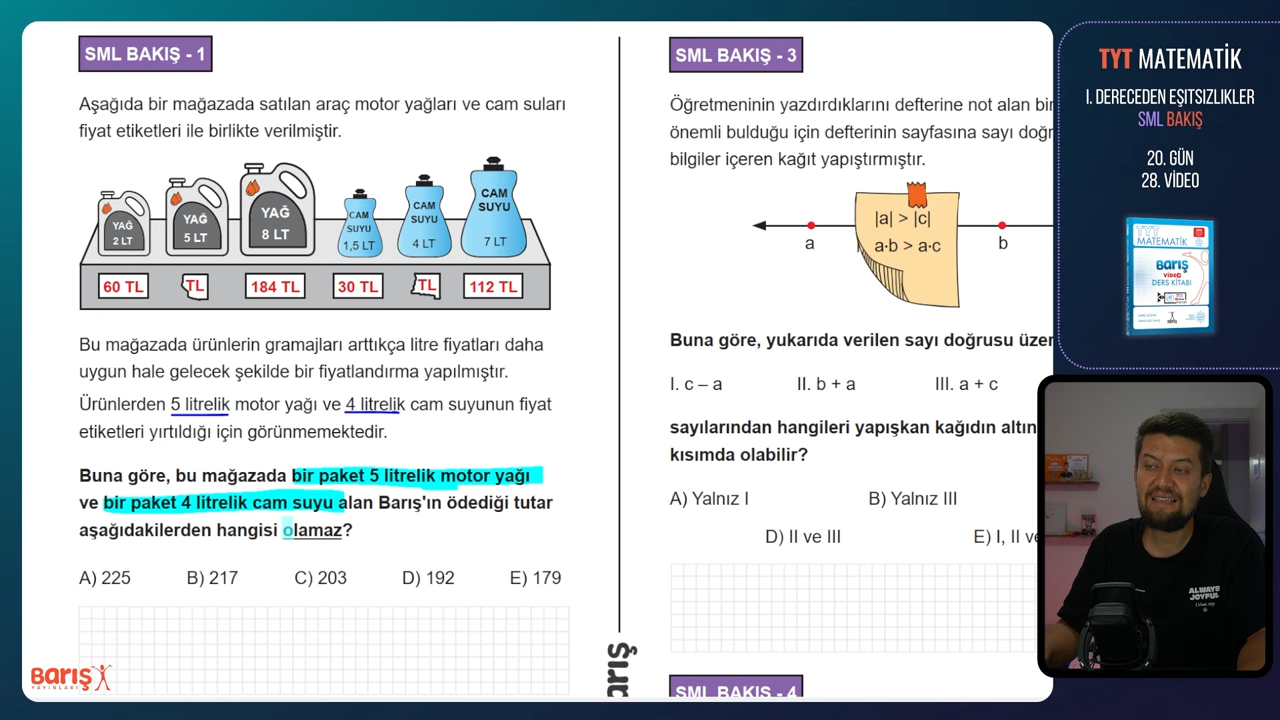 SML BAKIŞ - 1
Aşağıda bir mağazada satılan araç motor yağları ve cam suları
fiyat etiketleri ile birlikte verilmiştir.
YAĞ
2 LT
YAĞ
5 LT
YAĞ
8 LT
CAM
SUYU
1,5 LT
CAM
SUYU
4 LT
CAM
SUYU
7 LT
60 TL
TL
184 TL
30 TL
TL
112 TL
Bu mağazada ürünlerin gramajları arttıkça litre fiyatları daha
uygun hale gelecek şekilde bir fiyatlandırma yapılmıştır.
Ürünlerden 5 litrelik motor yağı ve 4 litrelik cam suyunun fiyat
etiketleri yırtıldığı için görünmemektedir.
Buna göre, bu mağazada bir paket 5 litrelik motor yağı
ve bir paket 4 litrelik cam suyu alan Barış'ın ödediği tutar
aşağıdakilerden hangisi olamaz?
A) 225 B) 217 C) 203 D) 192 E) 179
BARIŞ
YAYINLARI
arış
SML BAKIŞ - 3
Öğretmeninin yazdırdıklarını defterine not alan bir
önemli bulduğu için defterinin sayfasına sayı doğr
bilgiler içeren kağıt yapıştırmıştır.
|a| > |c|
a·b > a·c
a
b
Buna göre, yukarıda verilen sayı doğrusu üzer
I. c – a II. b + a III. a + c
sayılarından hangileri yapışkan kağıdın altın
kısımda olabilir?
A) Yalnız I B) Yalnız III
D) II ve III E) I, II ve
SML BAKIŞ - 4
TYT MATEMATİK
I. DERECEDEN EŞİTSİZLİKLER
SML BAKIŞ
20. GÜN
28. VİDEO
TYT
MATEMATİK
BARIŞ
VİDEO
DERS KİTABI
ALWAYS
JOYFUL